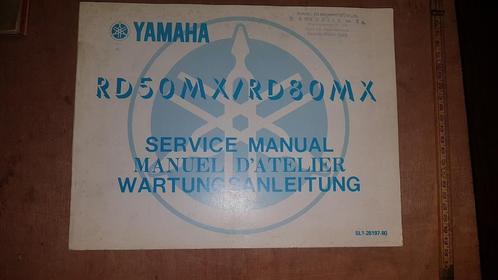 YAMAHA
RD50MX/RD80MX
SERVICE MANUAL
MANUEL D'ATELIER
WARTUNGSANLEITUNG
5L1-28197-80